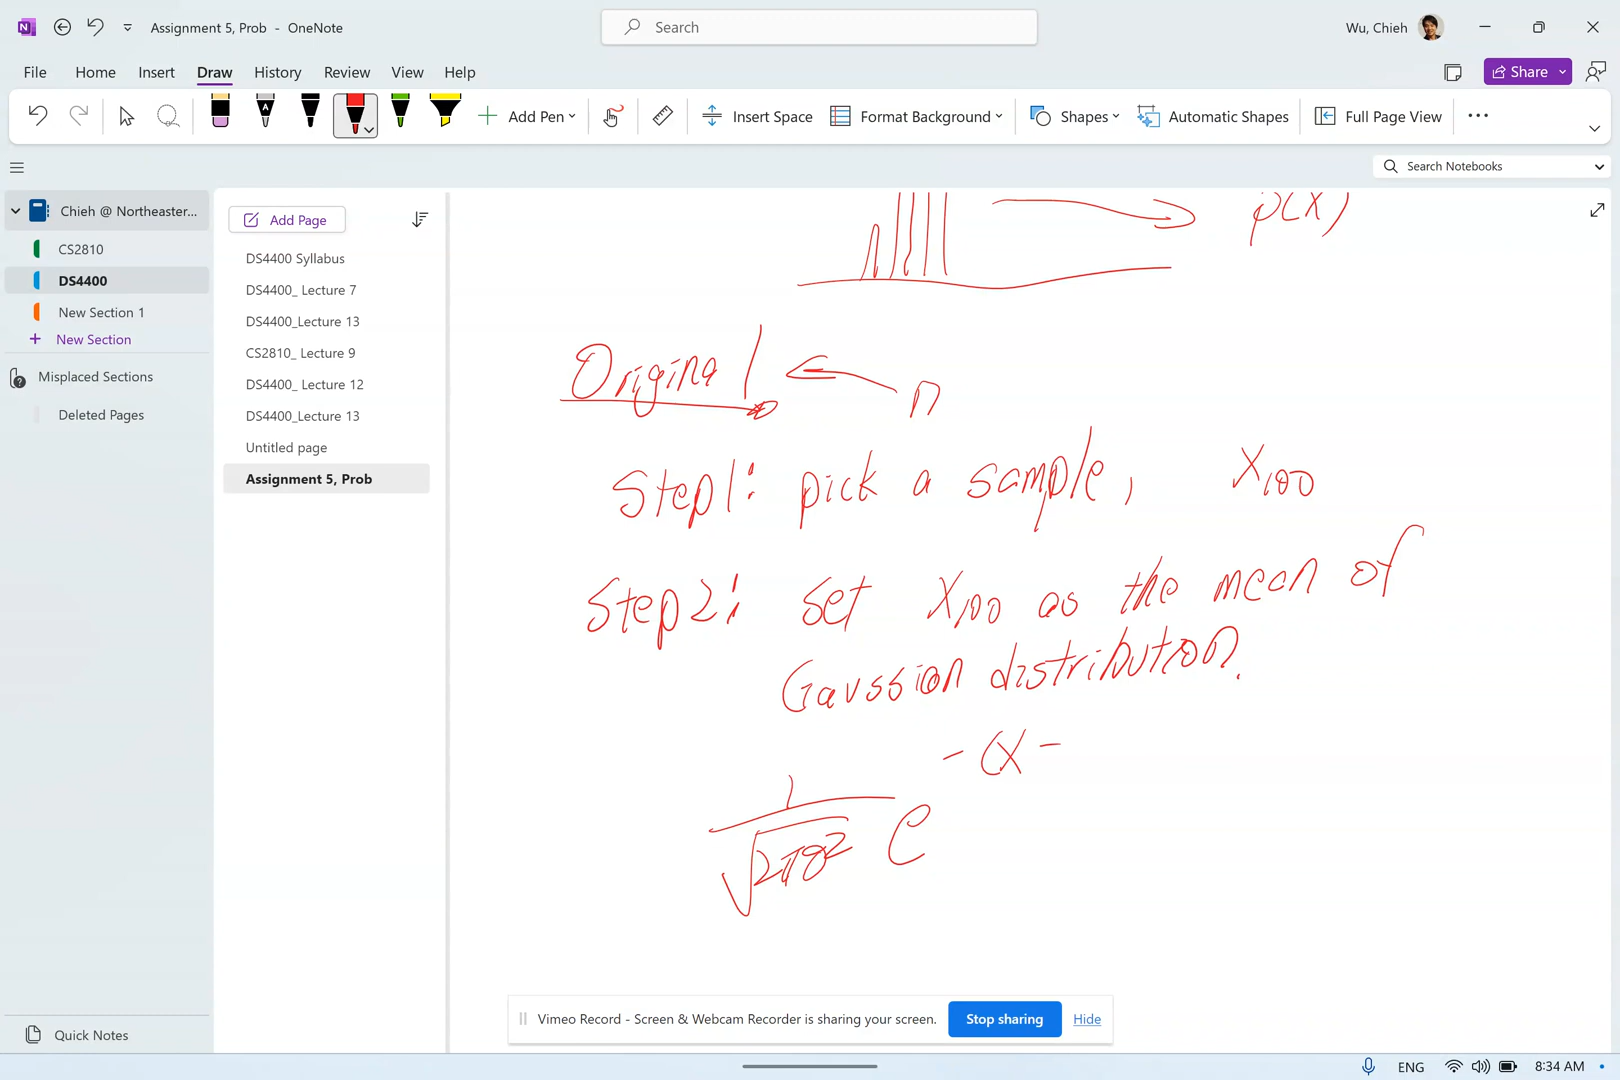 Assignment 5, Prob - OneNote
Search
Wu, Chieh
File Home Insert Draw History Review View Help
Share
A
Add Pen
Insert Space
Format Background
Shapes
Automatic Shapes
Full Page View
Search Notebooks
Chieh @ Northeaster...
CS2810
DS4400
New Section 1
New Section
Misplaced Sections
Deleted Pages
Quick Notes
Add Page
DS4400 Syllabus
DS4400_ Lecture 7
DS4400_Lecture 13
CS2810_ Lecture 9
DS4400_ Lecture 12
DS4400_Lecture 13
Untitled page
Assignment 5, Prob
p(x)
Original
n
Step1: pick a sample, X₁₀₀
Step2: set X₁₀₀ as the mean of
Gaussian distribution.
- (x -
1
√2πσ² e
Vimeo Record - Screen & Webcam Recorder is sharing your screen.
Stop sharing
Hide
ENG
8:34 AM